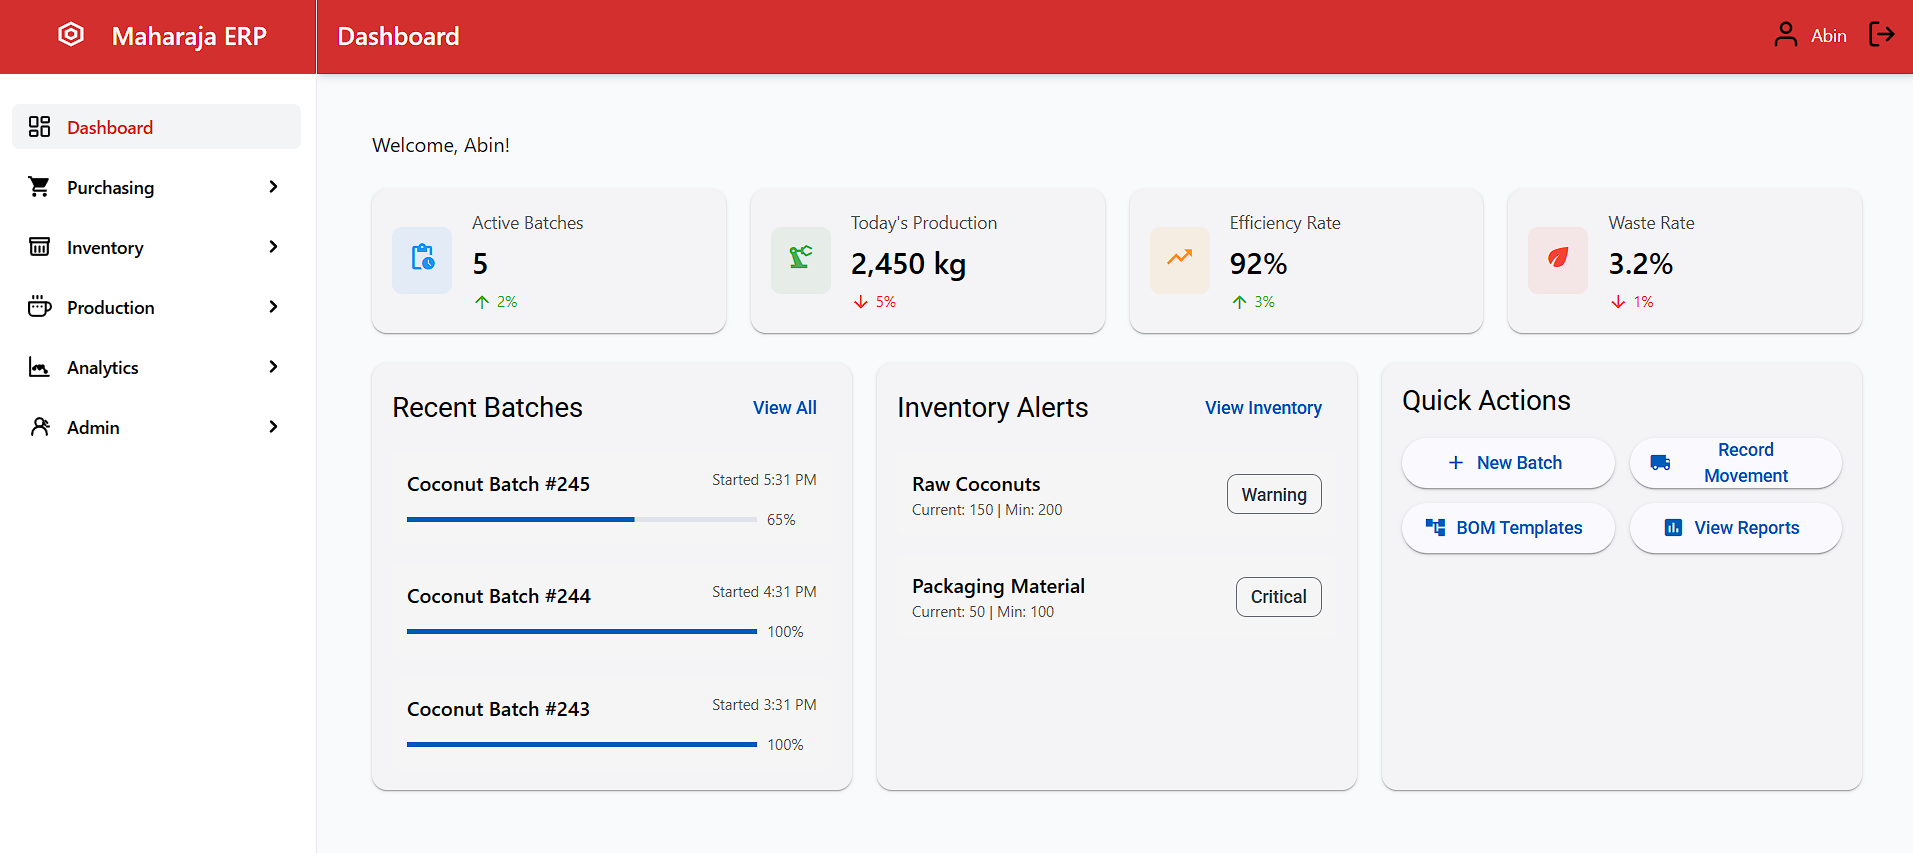 Maharaja ERP
Dashboard
Abin
Dashboard
Purchasing
Inventory
Production
Analytics
Admin
Welcome, Abin!
Active Batches
5
2%
Today's Production
2,450 kg
5%
Efficiency Rate
92%
3%
Waste Rate
3.2%
1%
Recent Batches
View All
Coconut Batch #245
Started 5:31 PM
65%
Coconut Batch #244
Started 4:31 PM
100%
Coconut Batch #243
Started 3:31 PM
100%
Inventory Alerts
View Inventory
Raw Coconuts
Current: 150 | Min: 200
Warning
Packaging Material
Current: 50 | Min: 100
Critical
Quick Actions
New Batch
Record
Movement
BOM Templates
View Reports